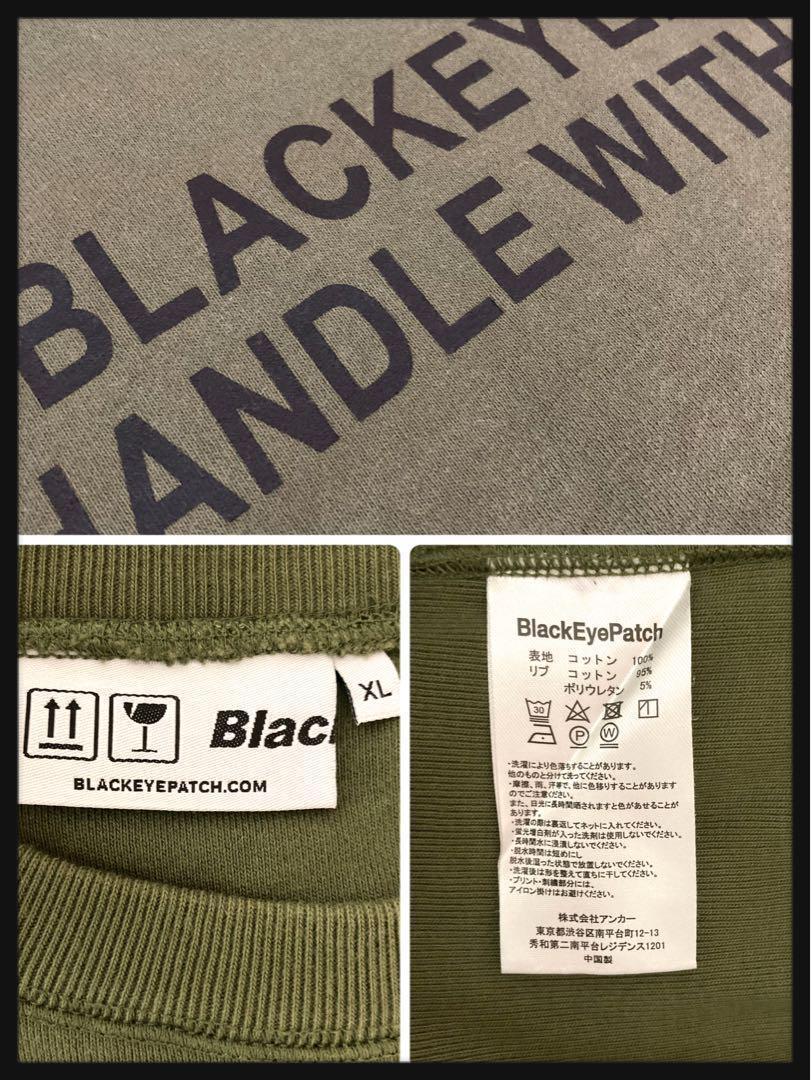 BLACKEYE
HANDLE WITH
XL
Blac
BLACKEYEPATCH.COM
BlackEyePatch
表地 コットン 100%
リブ コットン 95%
ポリウレタン 5%
30
P W
・洗濯により色落ちすることがあります。
他のものと分けて洗ってください。
・摩擦、雨、汗等で、他に色移りすることがあります
のでご注意ください。
また、日光に長時間晒されますと色があせることが
あります。
・洗濯の際は裏返してネットに入れてください。
・蛍光増白剤が入った洗剤は使用しないでください。
・長時間水に浸漬しないでください。
・脱水時間は短めにし
脱水後湿った状態で放置しないでください。
・洗濯後は形を整えて直ちに干してください。
・プリント・刺繍部分には、
アイロン掛けはお避けください。
株式会社アンカー
東京都渋谷区南平台町12-13
秀和第二南平台レジデンス1201
中国製